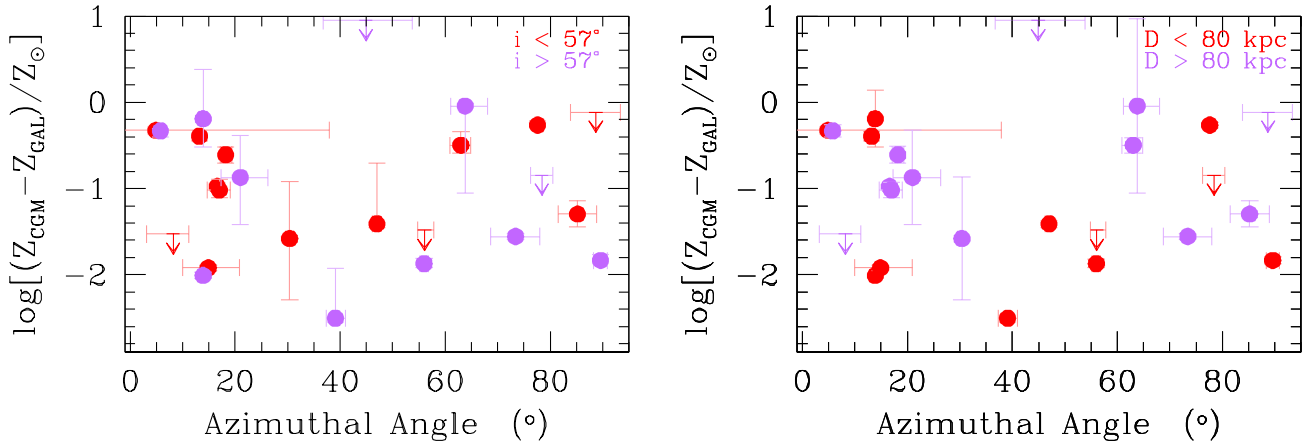 log[(Z_CGM−Z_GAL)/Z_⊙]
1
0
−1
−2
i < 57°
i > 57°
0 20 40 60 80
Azimuthal Angle (°)
log[(Z_CGM−Z_GAL)/Z_⊙]
1
0
−1
−2
D < 80 kpc
D > 80 kpc
0 20 40 60 80
Azimuthal Angle (°)